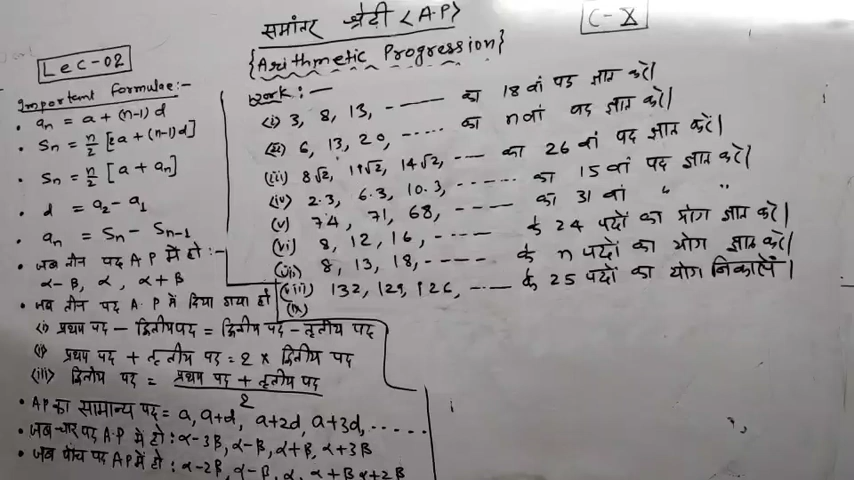 समांतर श्रेढ़ी <A.P>
C-X
{Arithmetic Progression}
Lec-02
Important formulae:-
• an = a + (n-1) d
• Sn = n/2 [2a + (n-1)d]
• Sn = n/2 [a + an]
• d = a2 - a1
• an = Sn - Sn-1
• जब तीन पद A P में हो :-
α-β, α, α+β
• जब तीन पद A.P में दिया गया हो
(i) प्रथम पद - द्वितीय पद = द्वितीय पद - तृतीय पद
(ii) प्रथम पद + तृतीय पद = 2 × द्वितीय पद
(iii) द्वितीय पद = प्रथम पद + तृतीय पद / 2
• AP का सामान्य पद = a, a+d, a+2d, a+3d, ......
• जब चार पद A.P में हो : α-3β, α-β, α+β, α+3β
• जब पांच पद AP में हो : α-2β, α-β, α, α+β α+2β
Work : —
(i) 3, 8, 13, ----- का 18 वां पद ज्ञात करें|
(ii) 6, 13, 20, ..... का n वां पद ज्ञात करें|
(iii) 8√2, 11√2, 14√2, ---- का 26 वां पद ज्ञात करें|
(iv) 2.3, 6.3, 10.3, ------ का 15 वां पद ज्ञात करें|
(v) 74, 71, 68, ----- का 31 वां " "
(vi) 8, 12, 16, ------ के 24 पदों का योग ज्ञात करें|
(vii) 8, 13, 18, ----- के n पदों का योग ज्ञात करें|
(viii) 132, 129, 126, ---- के 25 पदों का योग निकालें |
(ix)